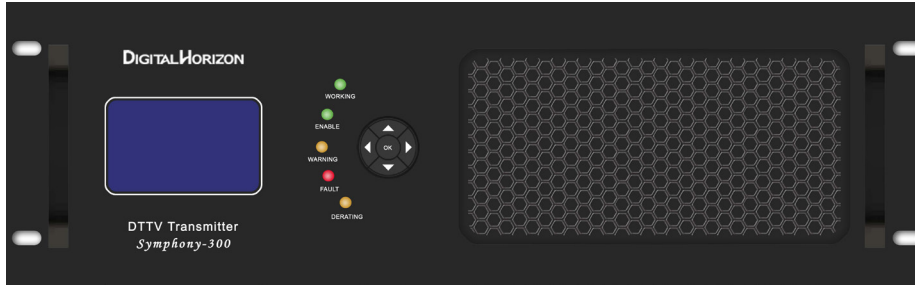 DIGITALHORIZON
WORKING
ENABLE
WARNING
OK
FAULT
DERATING
DTTV Transmitter
Symphony-300